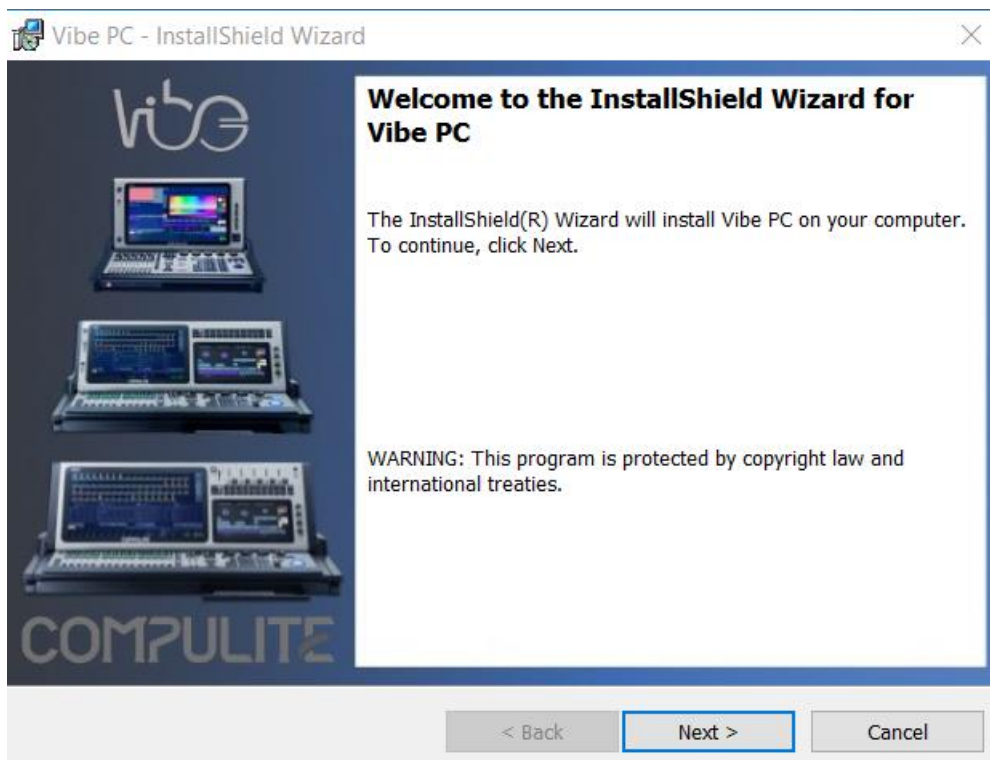 Vibe PC - InstallShield Wizard
vibe
Welcome to the InstallShield Wizard for
Vibe PC
The InstallShield(R) Wizard will install Vibe PC on your computer.
To continue, click Next.
WARNING: This program is protected by copyright law and
international treaties.
COMPULITE
< Back
Next >
Cancel